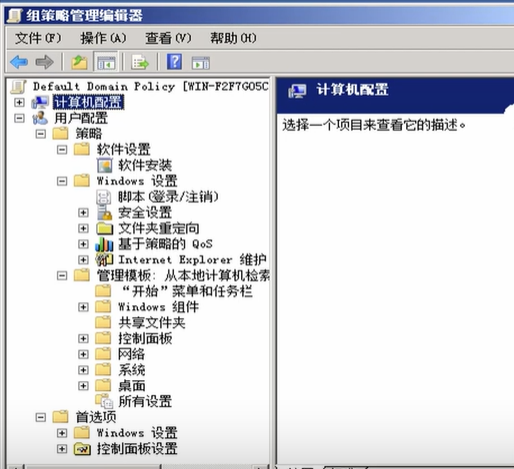 组策略管理编辑器
文件(F) 操作(A) 查看(V) 帮助(H)
Default Domain Policy [WIN-F2F7GO5C
计算机配置
用户配置
策略
软件设置
软件安装
Windows 设置
脚本(登录/注销)
安全设置
文件夹重定向
基于策略的 QoS
Internet Explorer 维护
管理模板: 从本地计算机检索
“开始”菜单和任务栏
Windows 组件
共享文件夹
控制面板
网络
系统
桌面
所有设置
首选项
Windows 设置
控制面板设置
计算机配置
选择一个项目来查看它的描述。